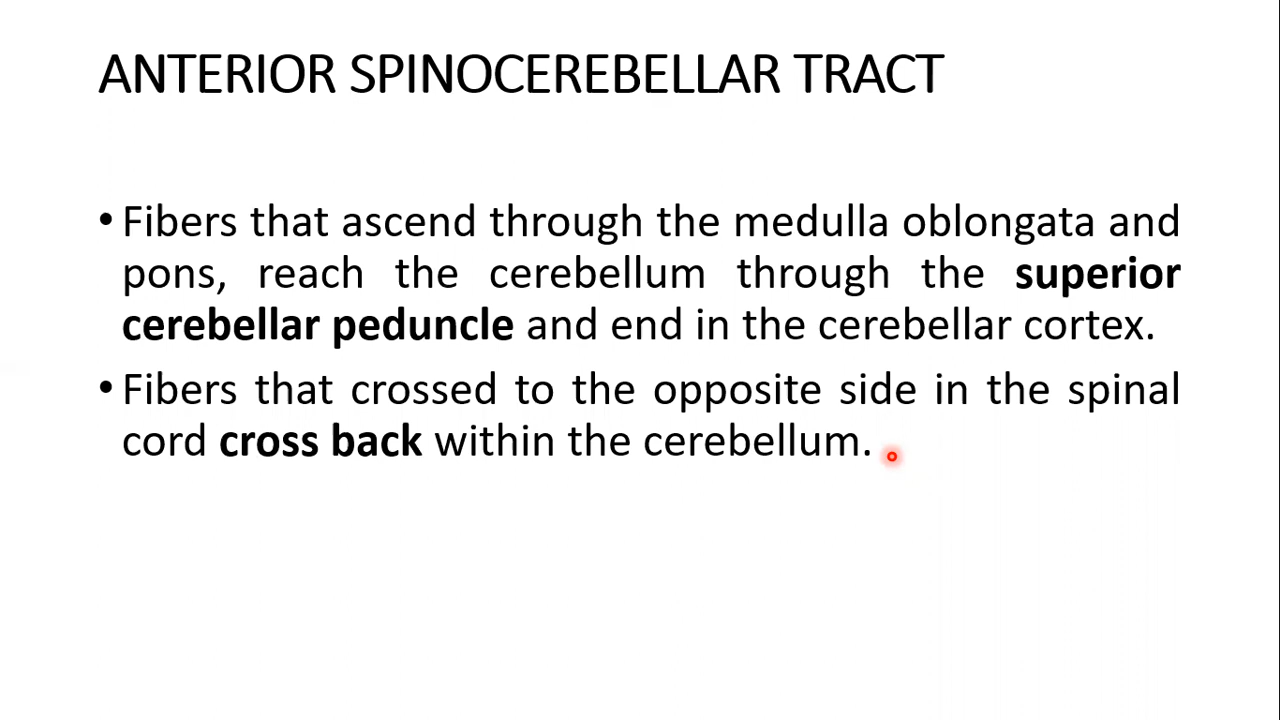 ANTERIOR SPINOCEREBELLAR TRACT
• Fibers that ascend through the medulla oblongata and
pons, reach the cerebellum through the superior
cerebellar peduncle and end in the cerebellar cortex.
• Fibers that crossed to the opposite side in the spinal
cord cross back within the cerebellum.